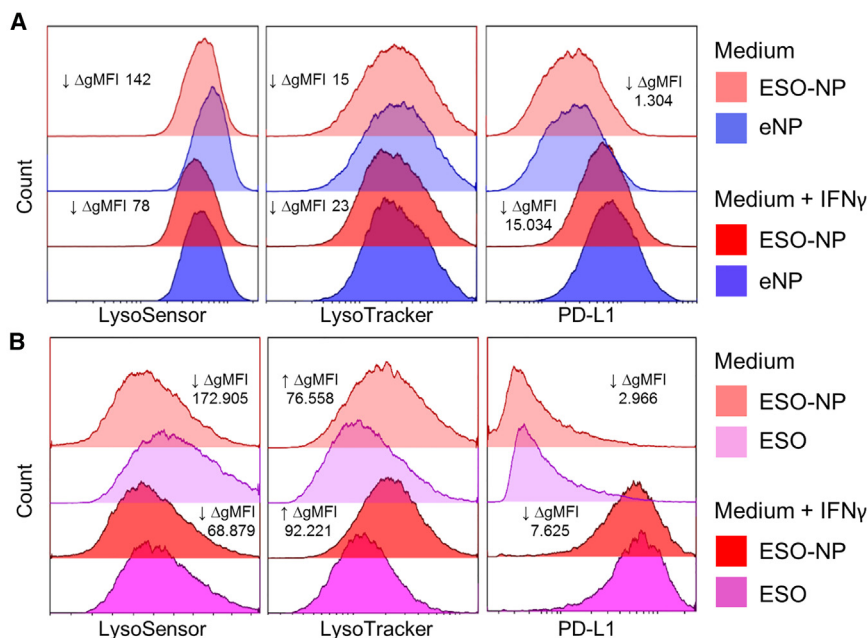 A
↓ ΔgMFI 142
↓ ΔgMFI 15
↓ ΔgMFI
1.304
↓ ΔgMFI 78
↓ ΔgMFI 23
↓ ΔgMFI
15.034
Count
LysoSensor
LysoTracker
PD-L1
Medium
ESO-NP
eNP
Medium + IFNγ
ESO-NP
eNP
B
↓ ΔgMFI
172.905
↑ ΔgMFI
76.558
↓ ΔgMFI
2.966
↓ ΔgMFI
68.879
↑ ΔgMFI
92.221
↓ ΔgMFI
7.625
Count
LysoSensor
LysoTracker
PD-L1
Medium
ESO-NP
ESO
Medium + IFNγ
ESO-NP
ESO